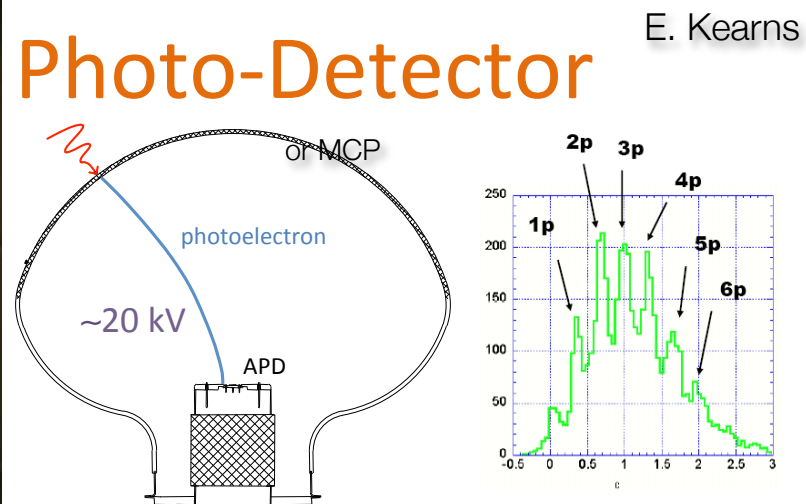 E. Kearns
Photo-Detector
or MCP
photoelectron
~20 kV
APD
2p
3p
4p
1p
5p
6p
250
200
150
100
50
0
-0.5 0 0.5 1 1.5 2 2.5 3